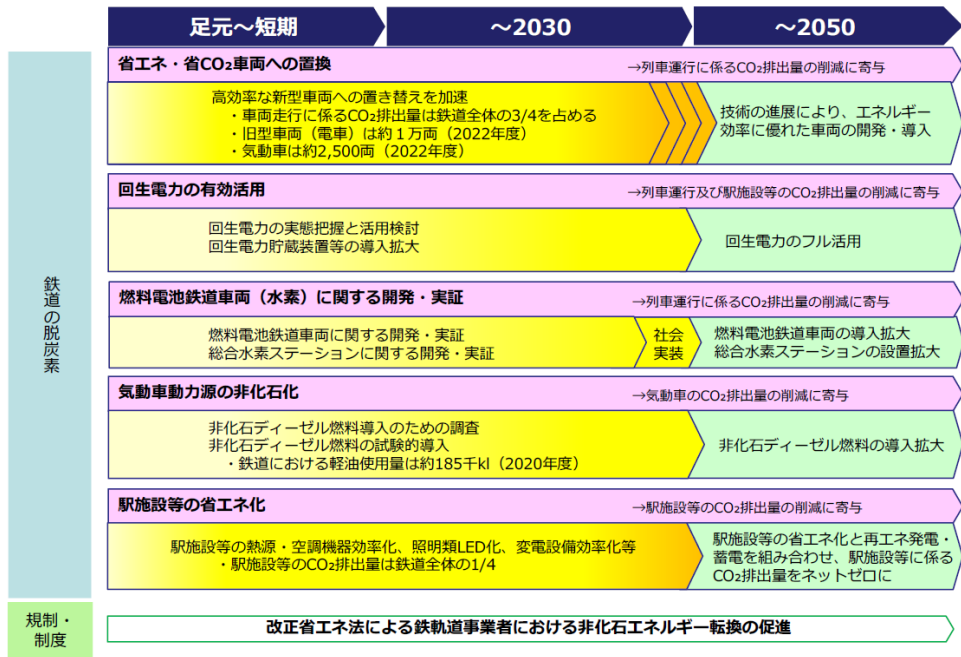 足元～短期
～2030
～2050
鉄道の脱炭素
省エネ・省CO₂車両への置換
→列車運行に係るCO₂排出量の削減に寄与
高効率な新型車両への置き替えを加速
・車両走行に係るCO₂排出量は鉄道全体の3/4を占める
・旧型車両（電車）は約１万両（2022年度）
・気動車は約2,500両（2022年度）
技術の進展により、エネルギー
効率に優れた車両の開発・導入
回生電力の有効活用
→列車運行及び駅施設等のCO₂排出量の削減に寄与
回生電力の実態把握と活用検討
回生電力貯蔵装置等の導入拡大
回生電力のフル活用
燃料電池鉄道車両（水素）に関する開発・実証
→列車運行に係るCO₂排出量の削減に寄与
燃料電池鉄道車両に関する開発・実証
総合水素ステーションに関する開発・実証
社会
実装
燃料電池鉄道車両の導入拡大
総合水素ステーションの設置拡大
気動車動力源の非化石化
→気動車のCO₂排出量の削減に寄与
非化石ディーゼル燃料導入のための調査
非化石ディーゼル燃料の試験的導入
・鉄道における軽油使用量は約185千kl（2020年度）
非化石ディーゼル燃料の導入拡大
駅施設等の省エネ化
→駅施設等のCO₂排出量の削減に寄与
駅施設等の熱源・空調機器効率化、照明類LED化、変電設備効率化等
・駅施設等のCO₂排出量は鉄道全体の1/4
駅施設等の省エネ化と再エネ発電・
蓄電を組み合わせ、駅施設等に係る
CO₂排出量をネットゼロに
規制・
制度
改正省エネ法による鉄軌道事業者における非化石エネルギー転換の促進